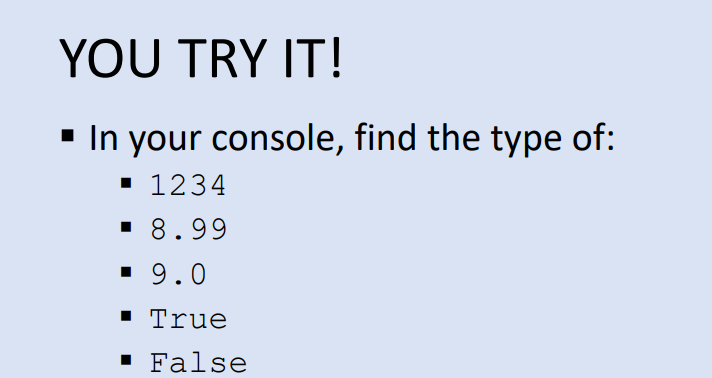 YOU TRY IT!
▪ In your console, find the type of:
▪ 1234
▪ 8.99
▪ 9.0
▪ True
▪ False